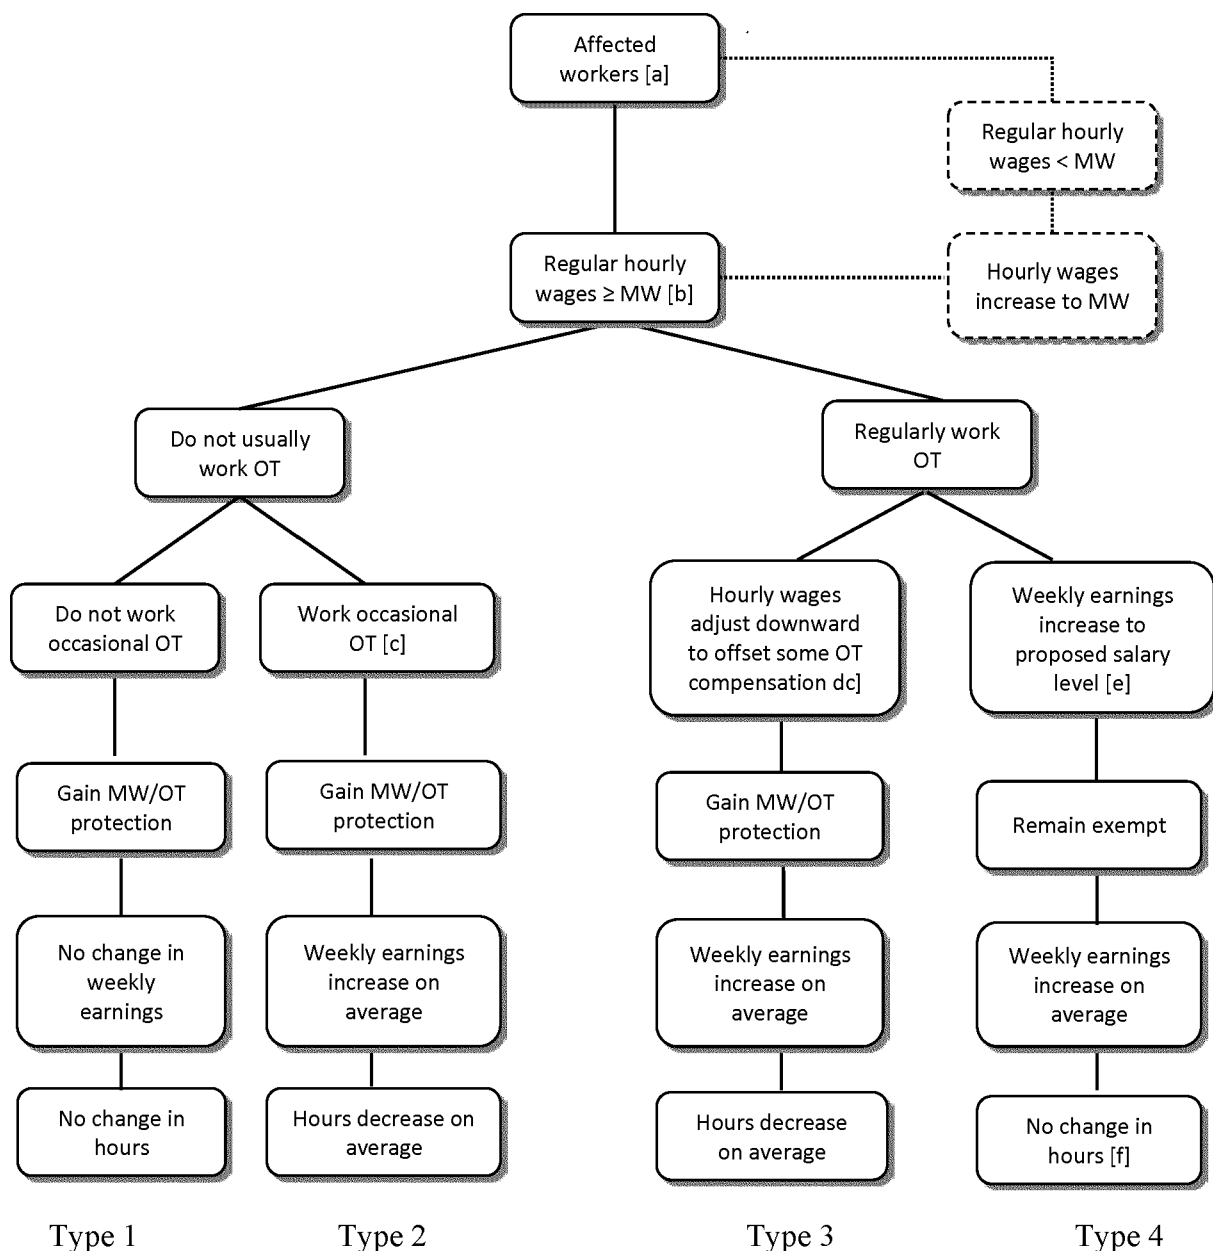 Affected
workers [a]
Regular hourly
wages < MW
Regular hourly
wages ≥ MW [b]
Hourly wages
increase to MW
Do not usually
work OT
Regularly work
OT
Do not work
occasional OT
Work occasional
OT [c]
Hourly wages
adjust downward
to offset some OT
compensation dc]
Weekly earnings
increase to
proposed salary
level [e]
Gain MW/OT
protection
Gain MW/OT
protection
Gain MW/OT
protection
Remain exempt
No change in
weekly
earnings
Weekly earnings
increase on
average
Weekly earnings
increase on
average
Weekly earnings
increase on
average
No change in
hours
Hours decrease on
average
Hours decrease
on average
No change in
hours [f]
Type 1
Type 2
Type 3
Type 4